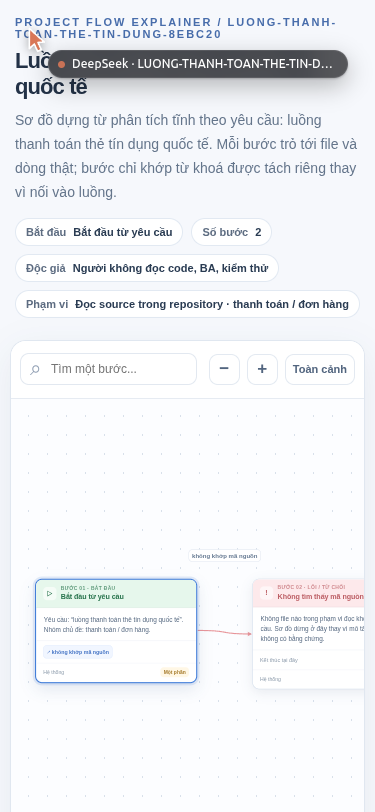 PROJECT FLOW EXPLAINER / LUONG-THANH-
TOAN-THE-TIN-DUNG-8EBC20
DeepSeek · LUONG-THANH-TOAN-THE-TIN-D...
quốc tế
Sơ đồ dựng từ phân tích tĩnh theo yêu cầu: luồng
thanh toán thẻ tín dụng quốc tế. Mỗi bước trỏ tới file và
dòng thật; bước chỉ khớp từ khoá được tách riêng thay
vì nối vào luồng.
Bắt đầu Bắt đầu từ yêu cầu
Số bước 2
Độc giả Người không đọc code, BA, kiểm thử
Phạm vi Đọc source trong repository · thanh toán / đơn hàng
Tìm một bước...
− + Toàn cảnh
không khớp mã nguồn
BƯỚC 01 · BẮT ĐẦU
Bắt đầu từ yêu cầu
Yêu cầu: "luồng thanh toán thẻ tín dụng quốc tế".
Nhóm chủ đề: thanh toán / đơn hàng.
không khớp mã nguồn
Hệ thống
Một phần
BƯỚC 02 · LỖI / TỪ CHỐI
! Không tìm thấy mã nguồn
Không file nào trong phạm vi đọc
cầu. Sơ đồ dừng ở đây thay vì mô
không có bằng chứng.
Kết thúc tại đây
Hệ thống